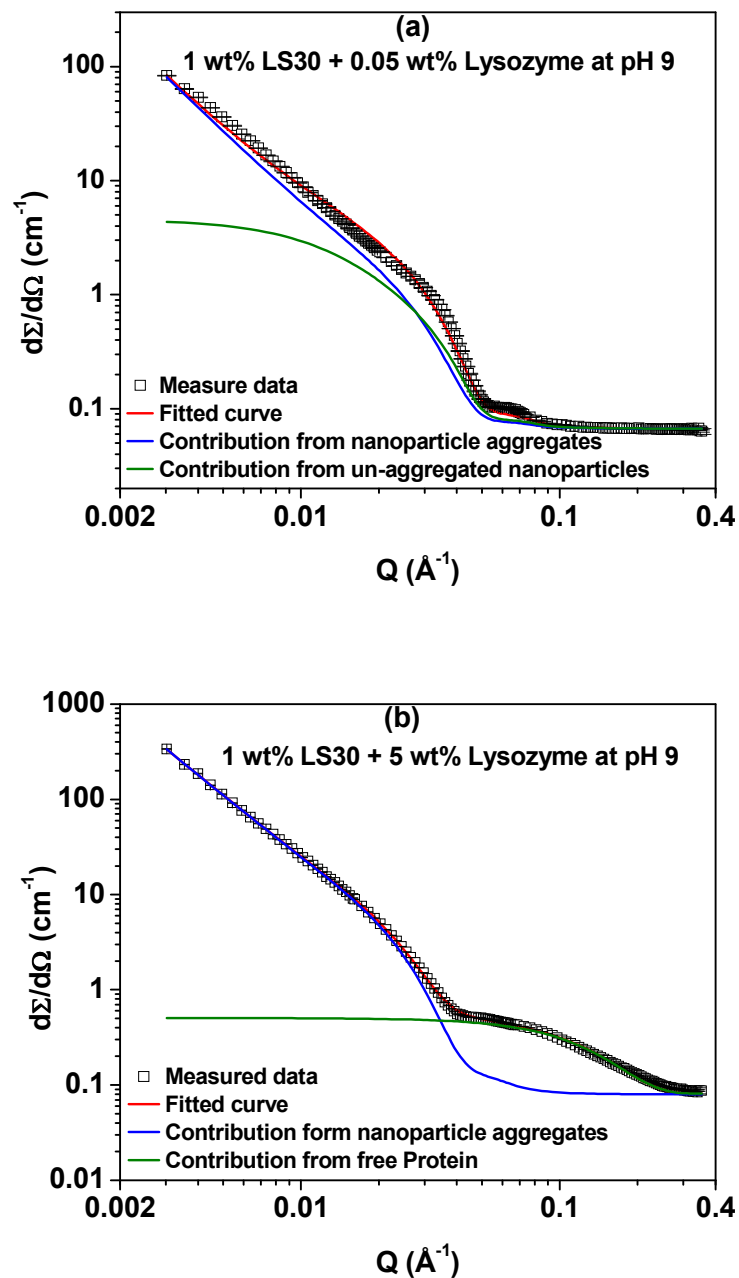 (a)
1 wt% LS30 + 0.05 wt% Lysozyme at pH 9
100
10
1
0.1
dΣ/dΩ (cm⁻¹)
Measure data
Fitted curve
Contribution from nanoparticle aggregates
Contribution from un-aggregated nanoparticles
0.002 0.01 0.1 0.4
Q (Å⁻¹)
(b)
1 wt% LS30 + 5 wt% Lysozyme at pH 9
1000
100
10
1
0.1
0.01
dΣ/dΩ (cm⁻¹)
Measured data
Fitted curve
Contribution form nanoparticle aggregates
Contribution from free Protein
0.002 0.01 0.1 0.4
Q (Å⁻¹)